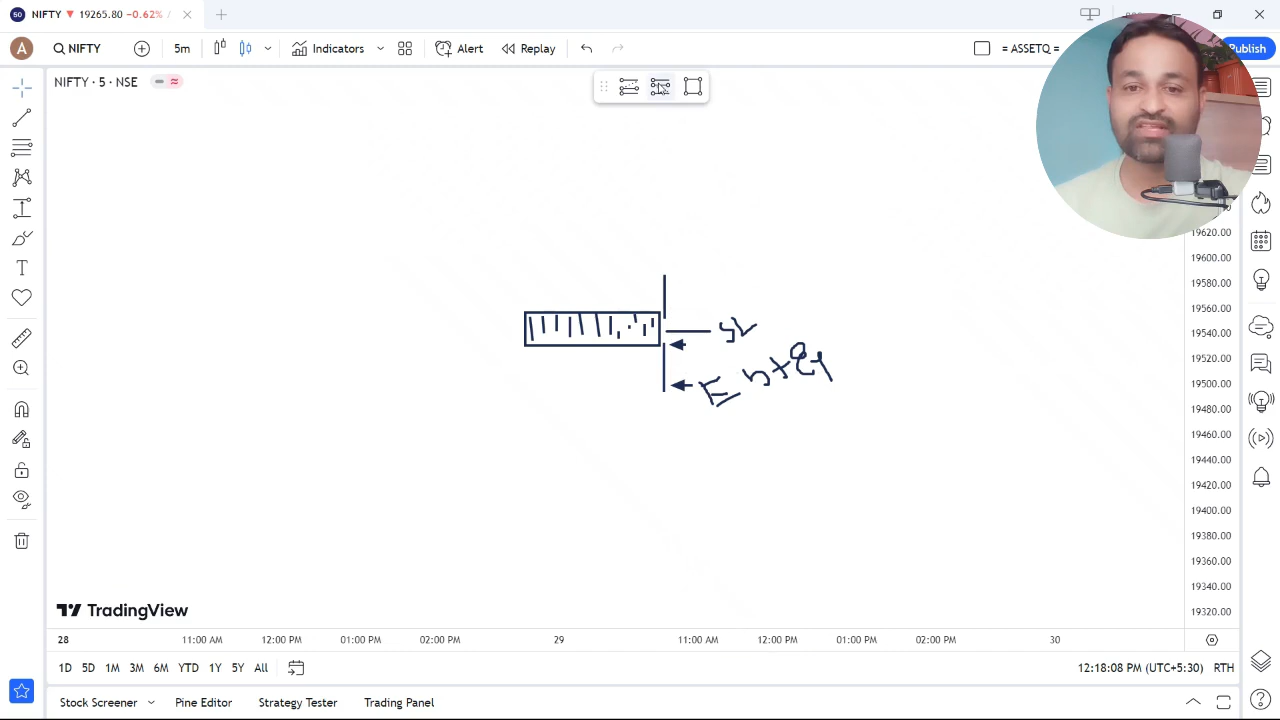 50 NIFTY ▼ 19265.80 −0.62% /
A NIFTY 5m Indicators Alert Replay = ASSETQ = Publish
NIFTY · 5 · NSE
19620.00
19600.00
19580.00
19560.00
19540.00
19520.00
19500.00
19480.00
19460.00
19440.00
19420.00
19400.00
19380.00
19360.00
19340.00
19320.00
SL
Entry
TradingView
28 11:00 AM 12:00 PM 01:00 PM 02:00 PM 29 11:00 AM 12:00 PM 01:00 PM 02:00 PM 30
1D 5D 1M 3M 6M YTD 1Y 5Y All 12:18:08 PM (UTC+5:30) RTH
Stock Screener Pine Editor Strategy Tester Trading Panel